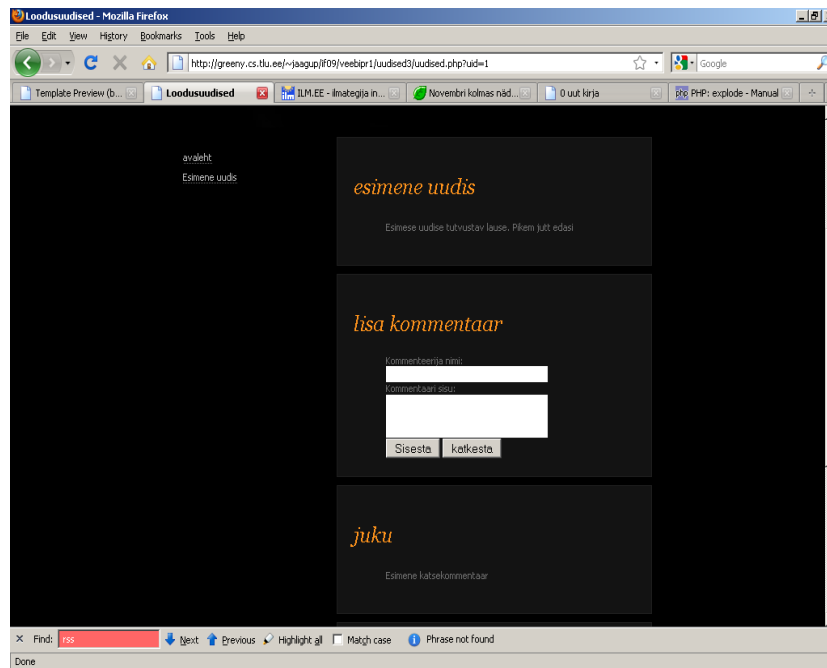 Loodusuudised - Mozilla Firefox
File Edit View History Bookmarks Tools Help
http://greeny.cs.tlu.ee/~jaagup/if09/veebipr1/uudised3/uudised.php?uid=1 Google
Template Preview (b... Loodusuudised ILM.EE - ilmategija in... Novembri kolmas näd... 0 uut kirja PHP: explode - Manual
avaleht
Esimene uudis
esimene uudis
Esimese uudise tutvustav lause. Pikem jutt edasi
lisa kommentaar
Kommenteerija nimi:
Kommentaari sisu:
Sisesta katkesta
juku
Esimene katsekommentaar
Find: rss Next Previous Highlight all Match case Phrase not found
Done